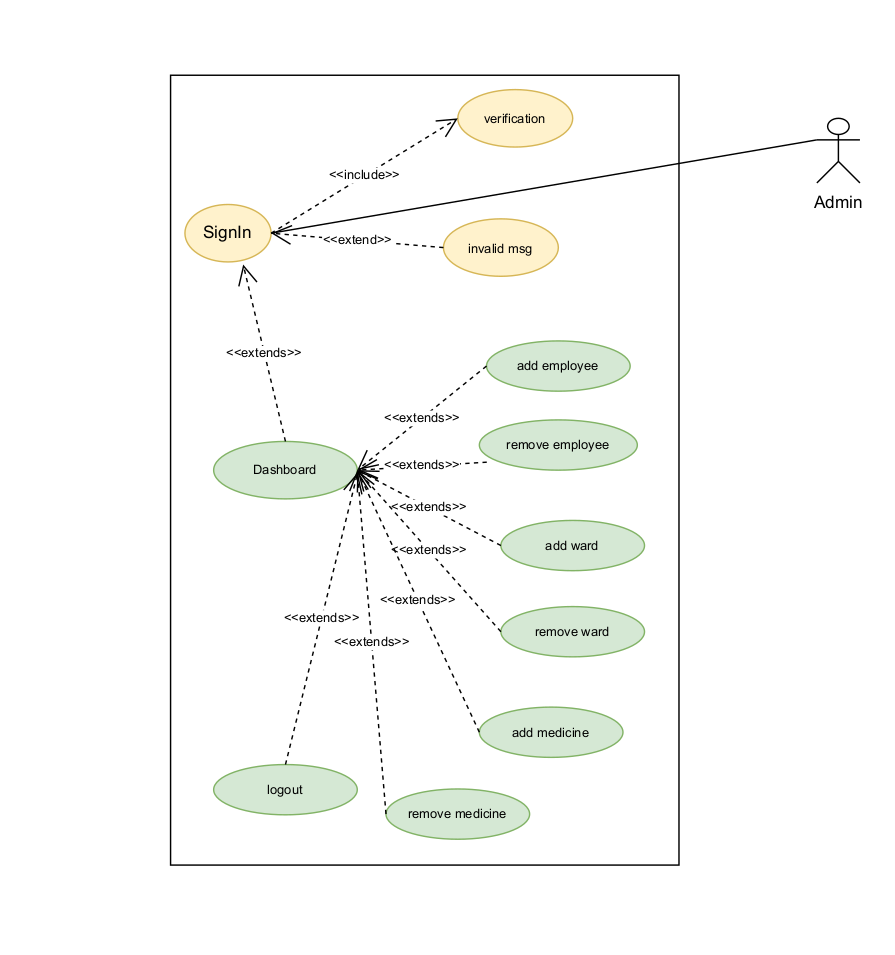 verification
<<include>>
Admin
SignIn
<<extend>>
invalid msg
<<extends>>
add employee
<<extends>>
remove employee
<<extends>>
Dashboard
<<extends>>
add ward
<<extends>>
<<extends>>
remove ward
<<extends>>
<<extends>>
add medicine
logout
remove medicine